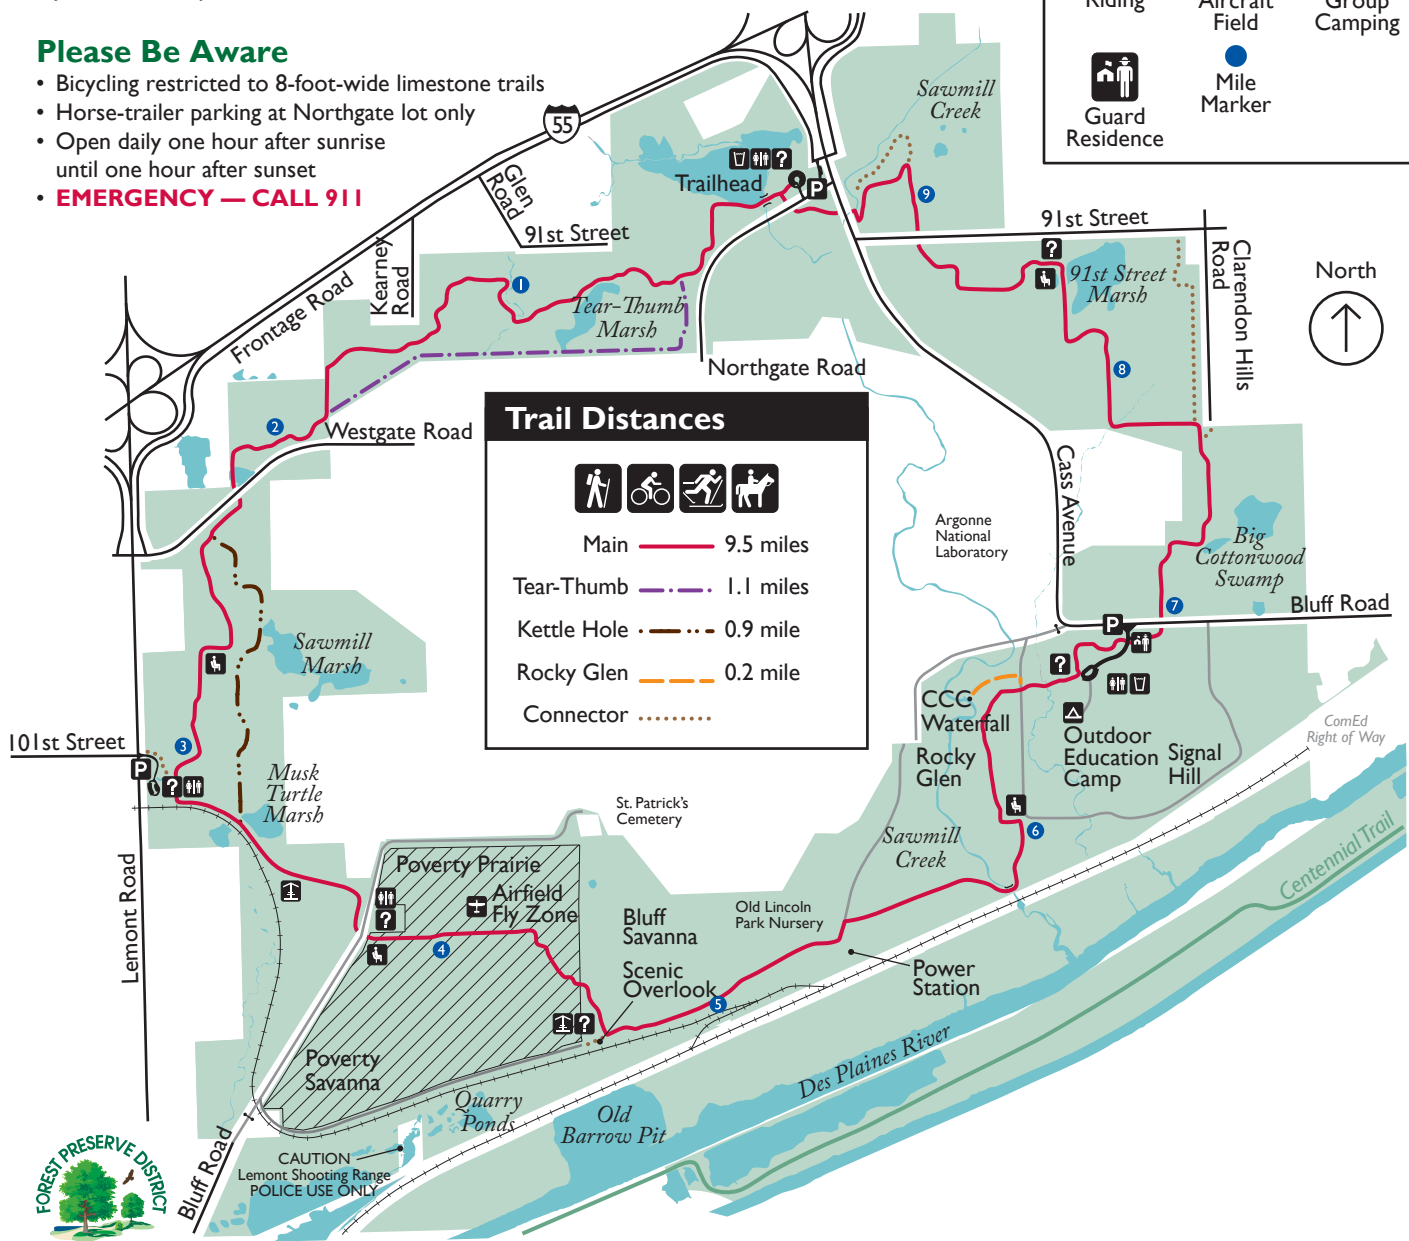 Please Be Aware
• Bicycling restricted to 8-foot-wide limestone trails
• Horse-trailer parking at Northgate lot only
• Open daily one hour after sunrise
until one hour after sunset
• EMERGENCY — CALL 911
Riding
Aircraft
Field
Group
Camping
Guard
Residence
Mile
Marker
55
Sawmill
Creek
Glen
Road
91st Street
Kearney
Road
Frontage Road
Trailhead
?
P
9
91st Street
Clarendon Hills
Road
North
1
Tear-Thumb
Marsh
?
91st Street
Marsh
8
Northgate Road
2
Westgate Road
Cass Avenue
Trail Distances
Main 9.5 miles
Tear-Thumb 1.1 miles
Kettle Hole 0.9 mile
Rocky Glen 0.2 mile
Connector
Argonne
National
Laboratory
Big
Cottonwood
Swamp
7
Bluff Road
P
?
Sawmill
Marsh
CCC
Waterfall
Rocky
Glen
Outdoor
Education
Camp
Signal
Hill
ComEd
Right of Way
101st Street
3
P
?
Musk
Turtle
Marsh
St. Patrick's
Cemetery
6
Sawmill
Creek
Centennial Trail
Lemont Road
Poverty Prairie
Airfield
Fly Zone
?
4
Bluff
Savanna
Old Lincoln
Park Nursery
Scenic
Overlook
5
Power
Station
?
Poverty
Savanna
Quarry
Ponds
Old
Barrow Pit
Des Plaines River
CAUTION
Lemont Shooting Range
POLICE USE ONLY
Bluff Road
FOREST PRESERVE DISTRICT